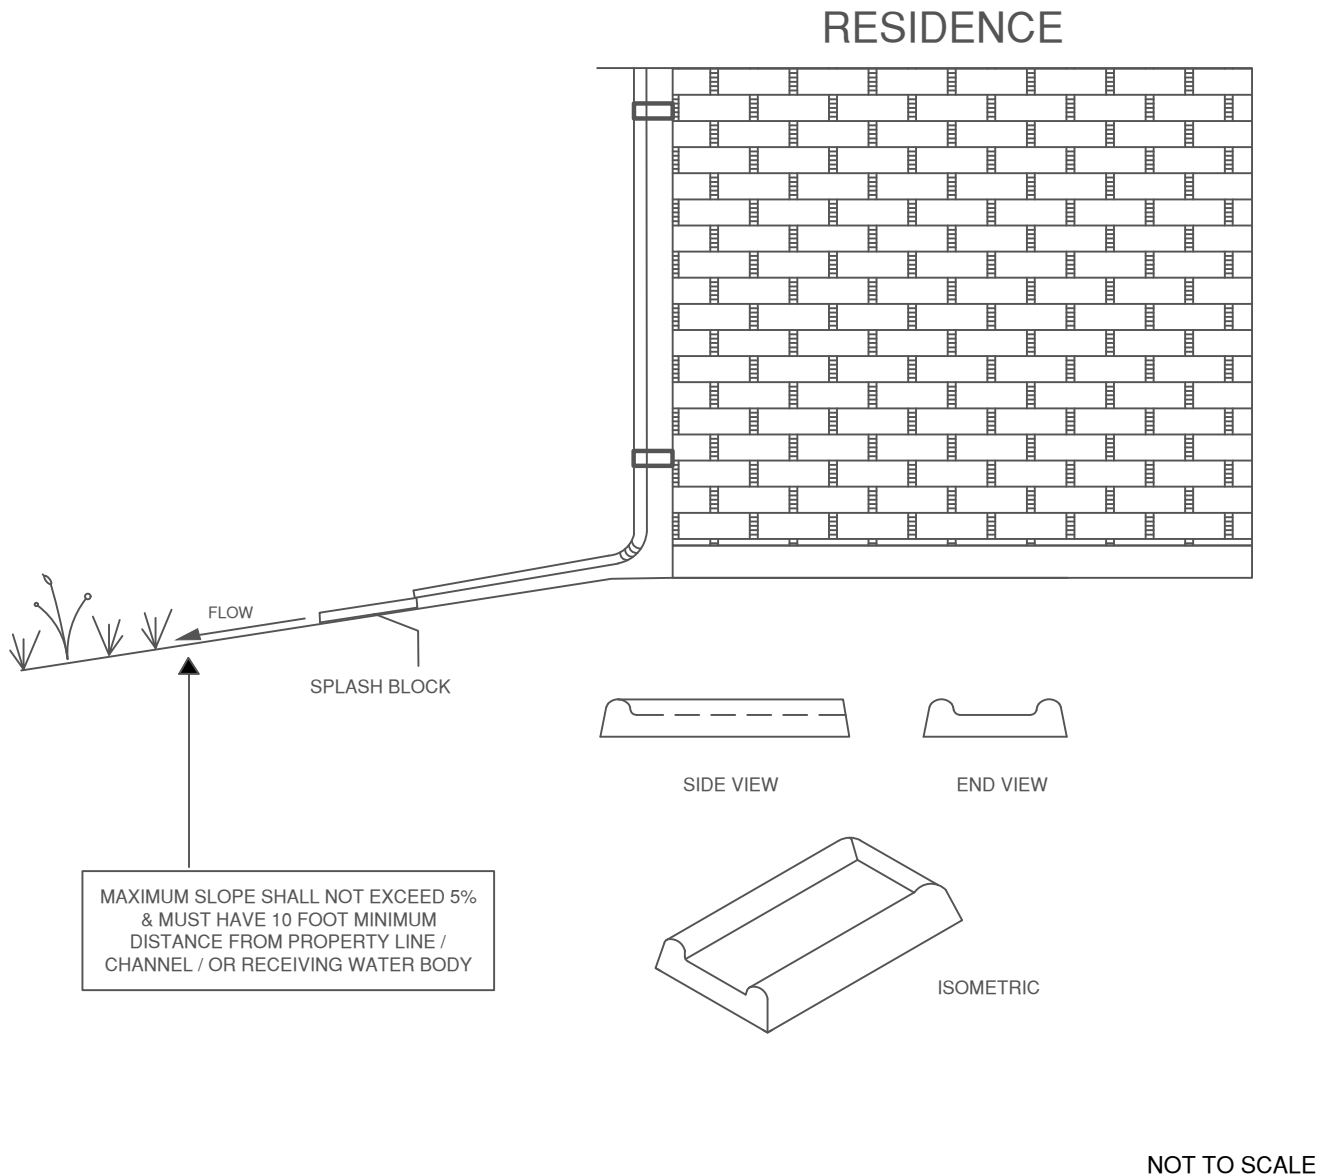 RESIDENCE
FLOW
SPLASH BLOCK
SIDE VIEW
END VIEW
MAXIMUM SLOPE SHALL NOT EXCEED 5%
& MUST HAVE 10 FOOT MINIMUM
DISTANCE FROM PROPERTY LINE /
CHANNEL / OR RECEIVING WATER BODY
ISOMETRIC
NOT TO SCALE